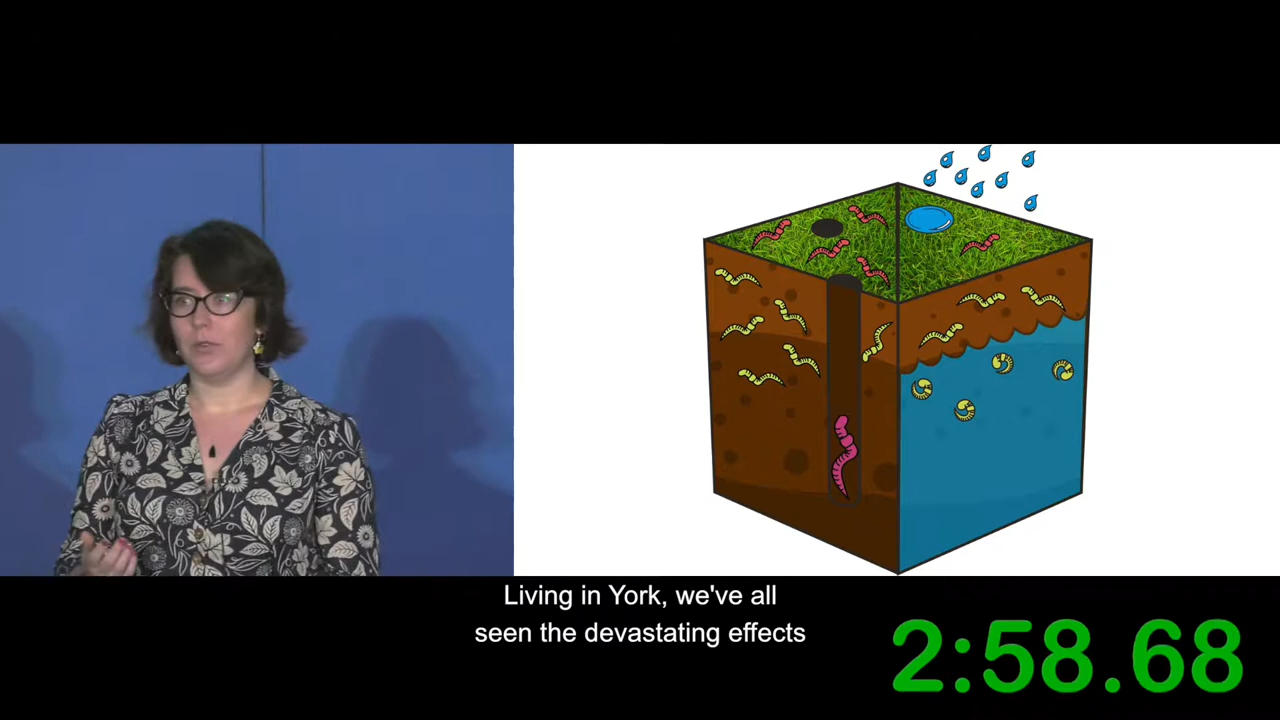 Living in York, we've all
seen the devastating effects
2:58.68